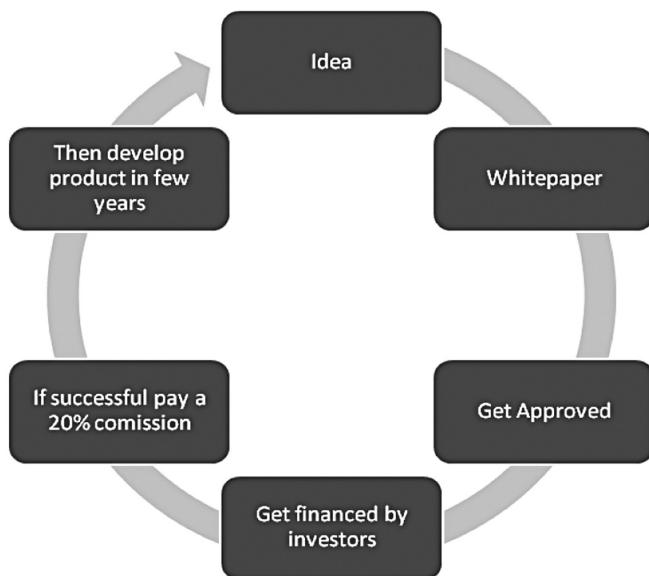 Idea
Whitepaper
Get Approved
Get financed by
investors
If successful pay a
20% comission
Then develop
product in few
years